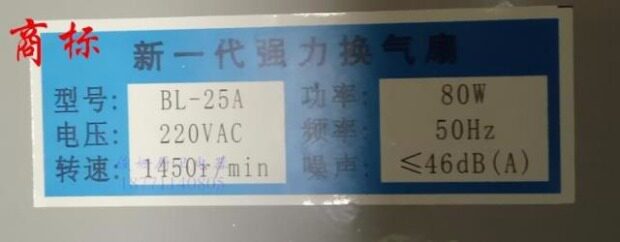 商标
新一代强力换气扇
型号: BL-25A 功率: 80W
电压: 220VAC 频率: 50Hz
转速: 1450r/min 噪声: ≤46dB(A)